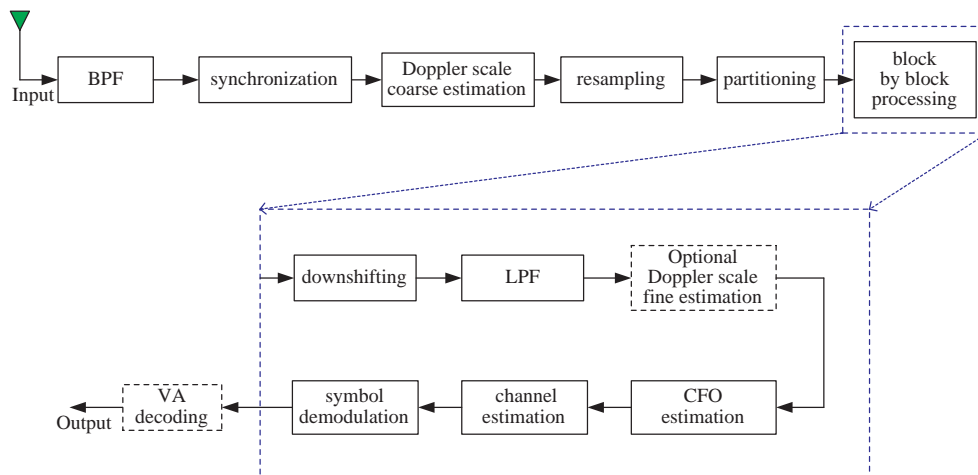 Input
BPF
synchronization
Doppler scale
coarse estimation
resampling
partitioning
block
by block
processing
downshifting
LPF
Optional
Doppler scale
fine estimation
Output
VA
decoding
symbol
demodulation
channel
estimation
CFO
estimation